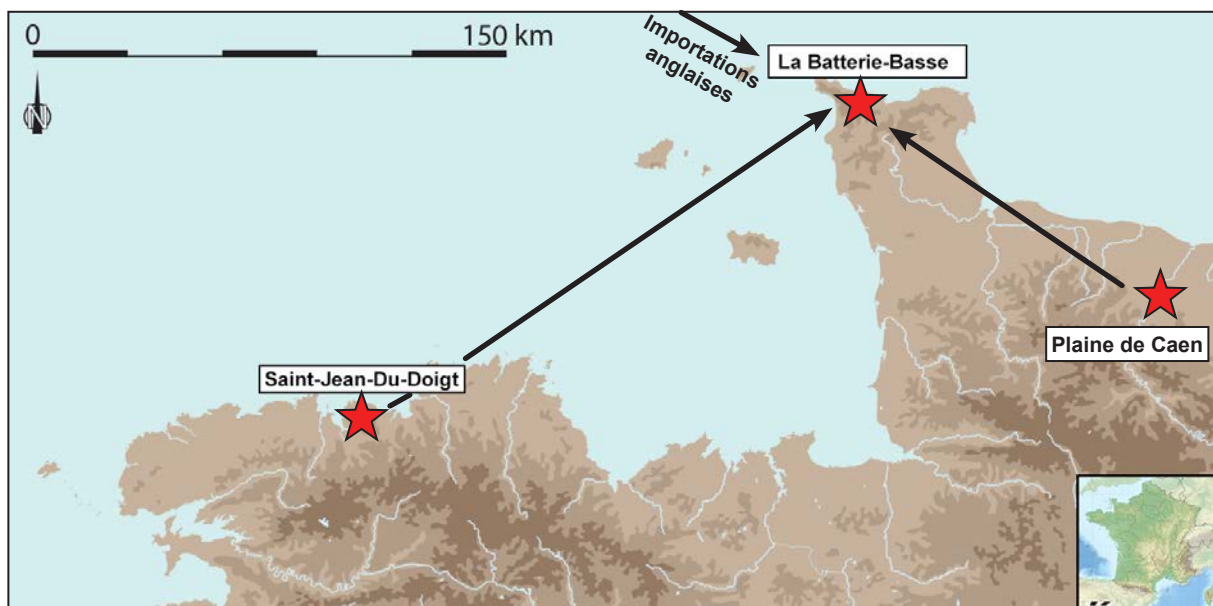 0
150 km
N
Importations
anglaises
La Batterie-Basse
Plaine de Caen
Saint-Jean-Du-Doigt